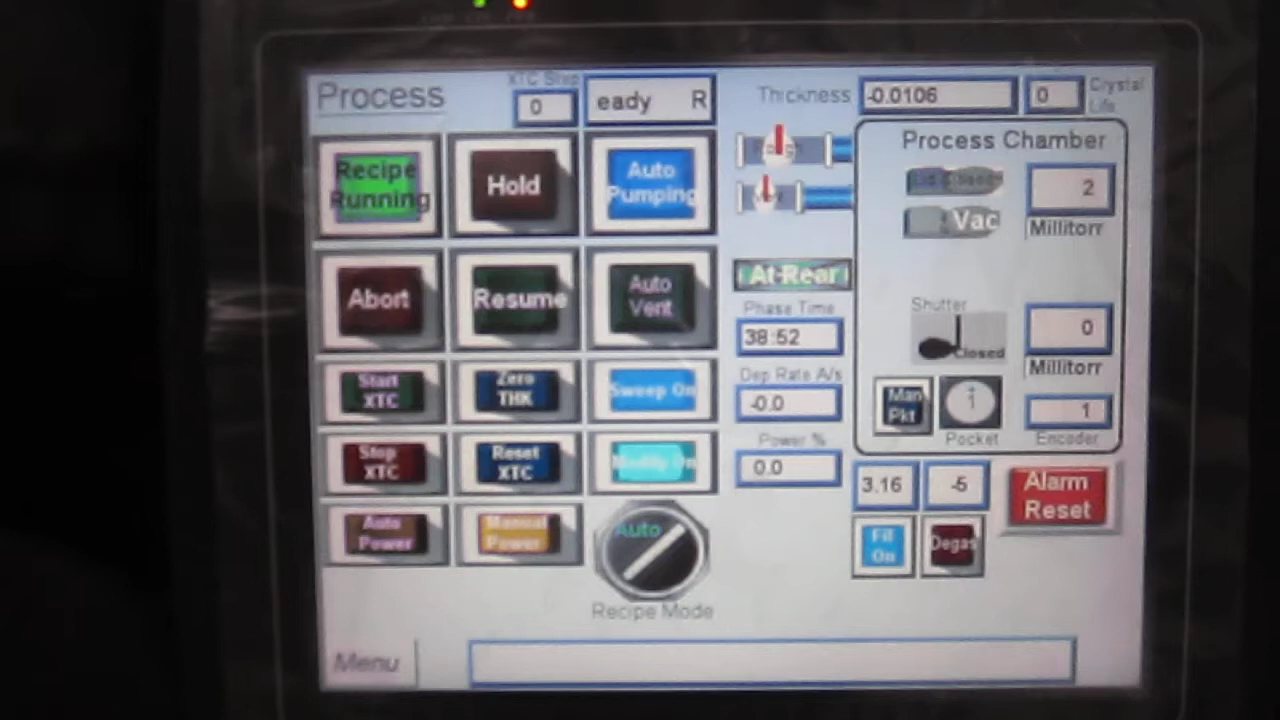 Process
XTC Step
0
eady R
Thickness
-0.0106
0
Crystal
Life
Recipe
Running
Hold
Auto
Pumping
Rough
Process Chamber
2
Millitorr
Vac
Abort
Resume
Auto
Vent
At-Rear
Phase Time
38:52
Shutter
Closed
0
Millitorr
Start
XTC
Zero
THK
Sweep On
Dep Rate A/s
-0.0
Man
Pkt
1
Pocket
1
Encoder
Stop
XTC
Reset
XTC
Modify On
Power %
0.0
3.16
-5
Alarm
Reset
Auto
Power
Manual
Power
Auto
Recipe Mode
Fil
On
Degas
Menu